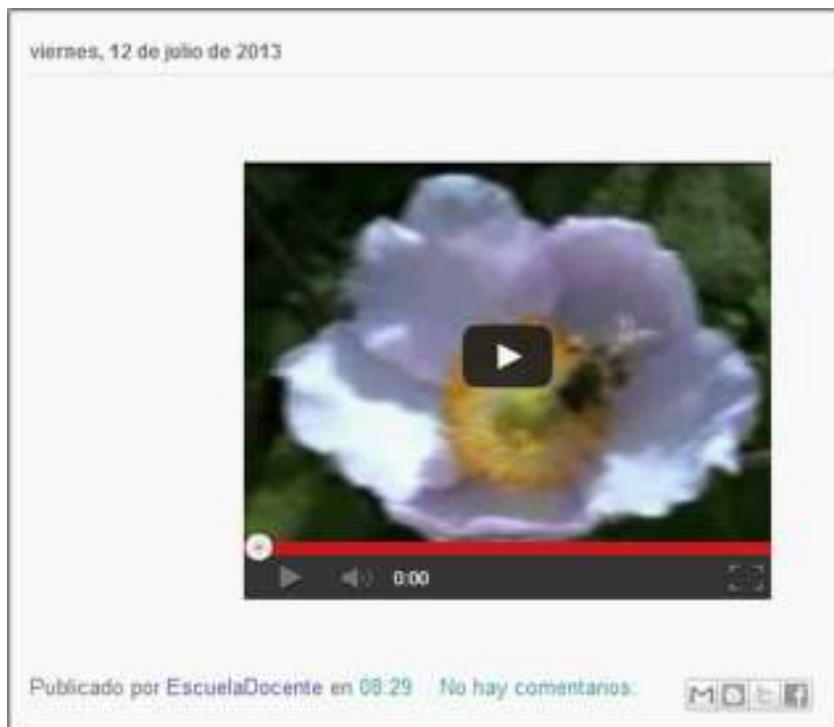 viernes, 12 de julio de 2013
0:00
Publicado por EscuelaDocente en 08:29 No hay comentarios: